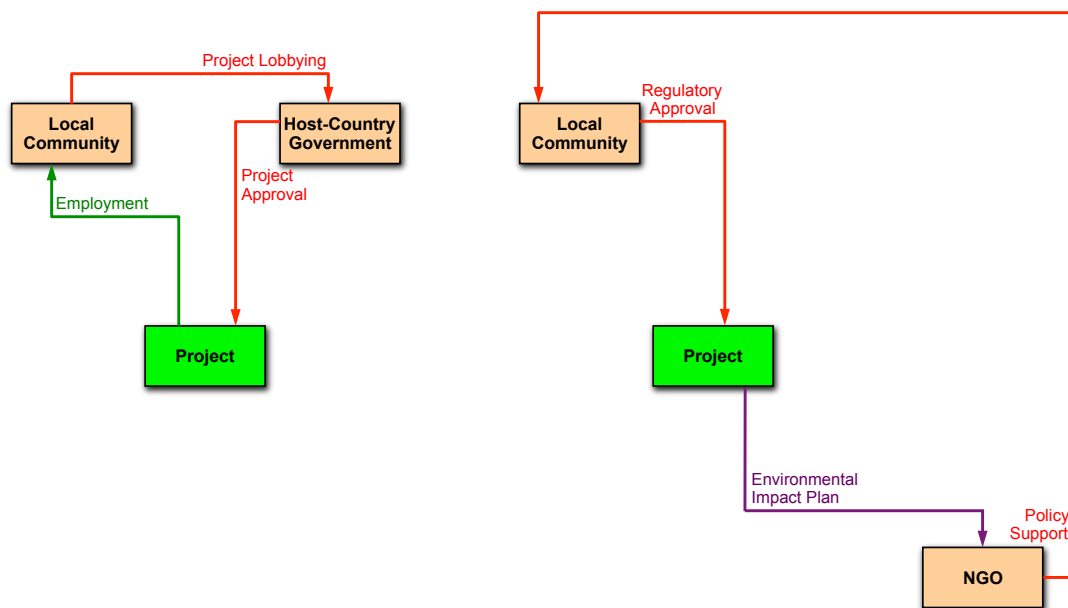 Project Lobbying
Local
Community
Host-Country
Government
Project
Approval
Employment
Project
Regulatory
Approval
Local
Community
Project
Environmental
Impact Plan
Policy
Support
NGO